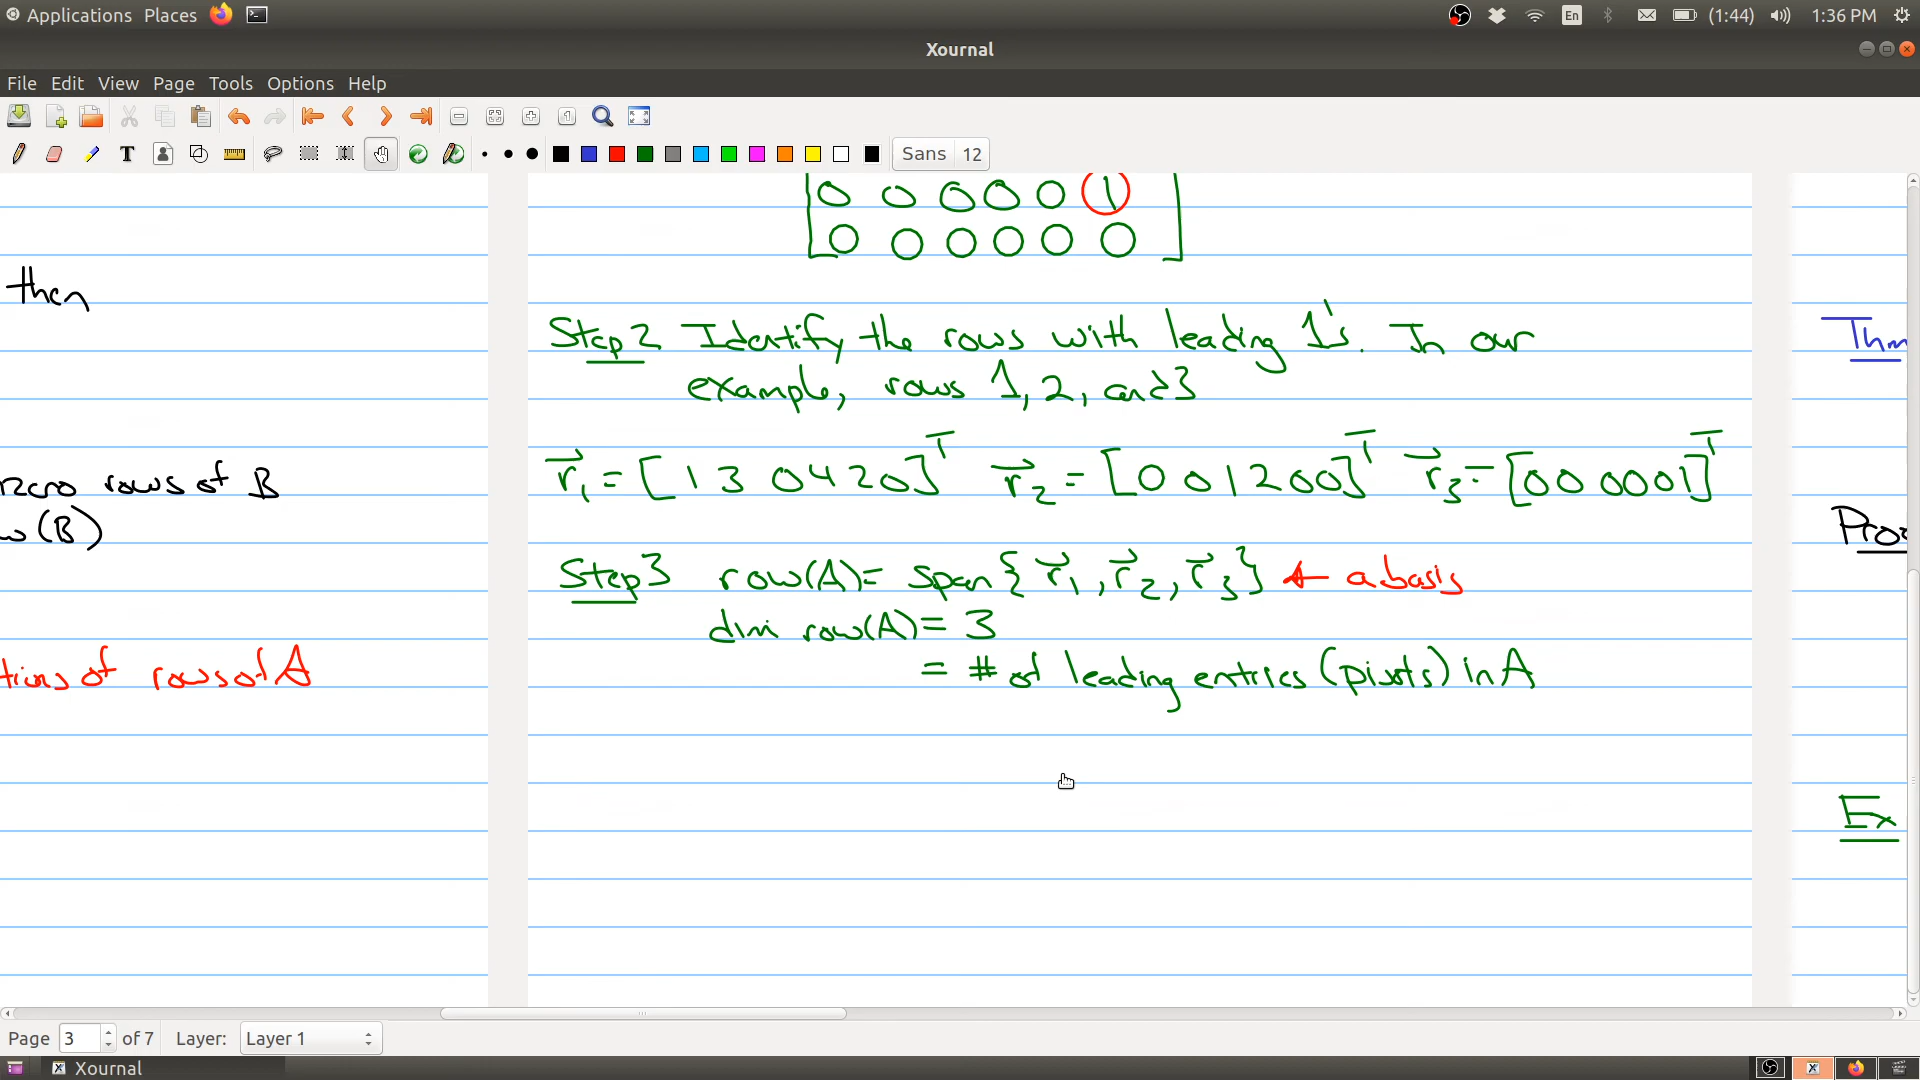 Applications Places En (1:44) 1:36 PM
Xournal
File Edit View Page Tools Options Help
T Sans 12
0 0 0 0 0 1
0 0 0 0 0 0
then
Step 2 Identify the rows with leading 1's. In our
example, rows 1, 2, and 3
r₁ = [1 3 0 4 2 0]ᵀ r₂ = [0 0 1 2 0 0]ᵀ r₃ = [0 0 0 0 0 1]ᵀ
nzero rows of B
w(B)
Step 3 row(A) = span{r₁, r₂, r₃} ← a basis
dim row(A) = 3
= # of leading entries (pivots) in A
tions of rows of A
Thm
Proo
Ex
Page 3 of 7 Layer: Layer 1
Xournal